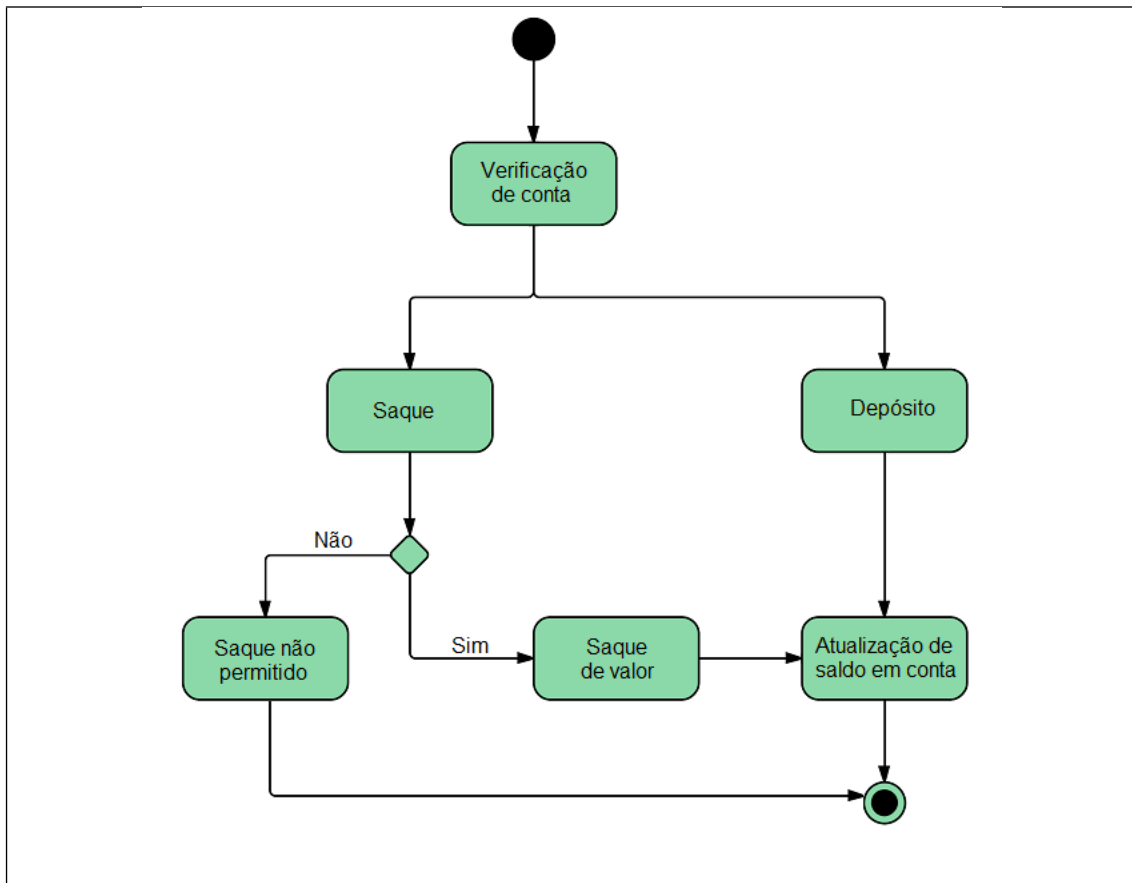 Verificação
de conta
Saque
Depósito
Não
Sim
Saque não
permitido
Saque
de valor
Atualização de
saldo em conta